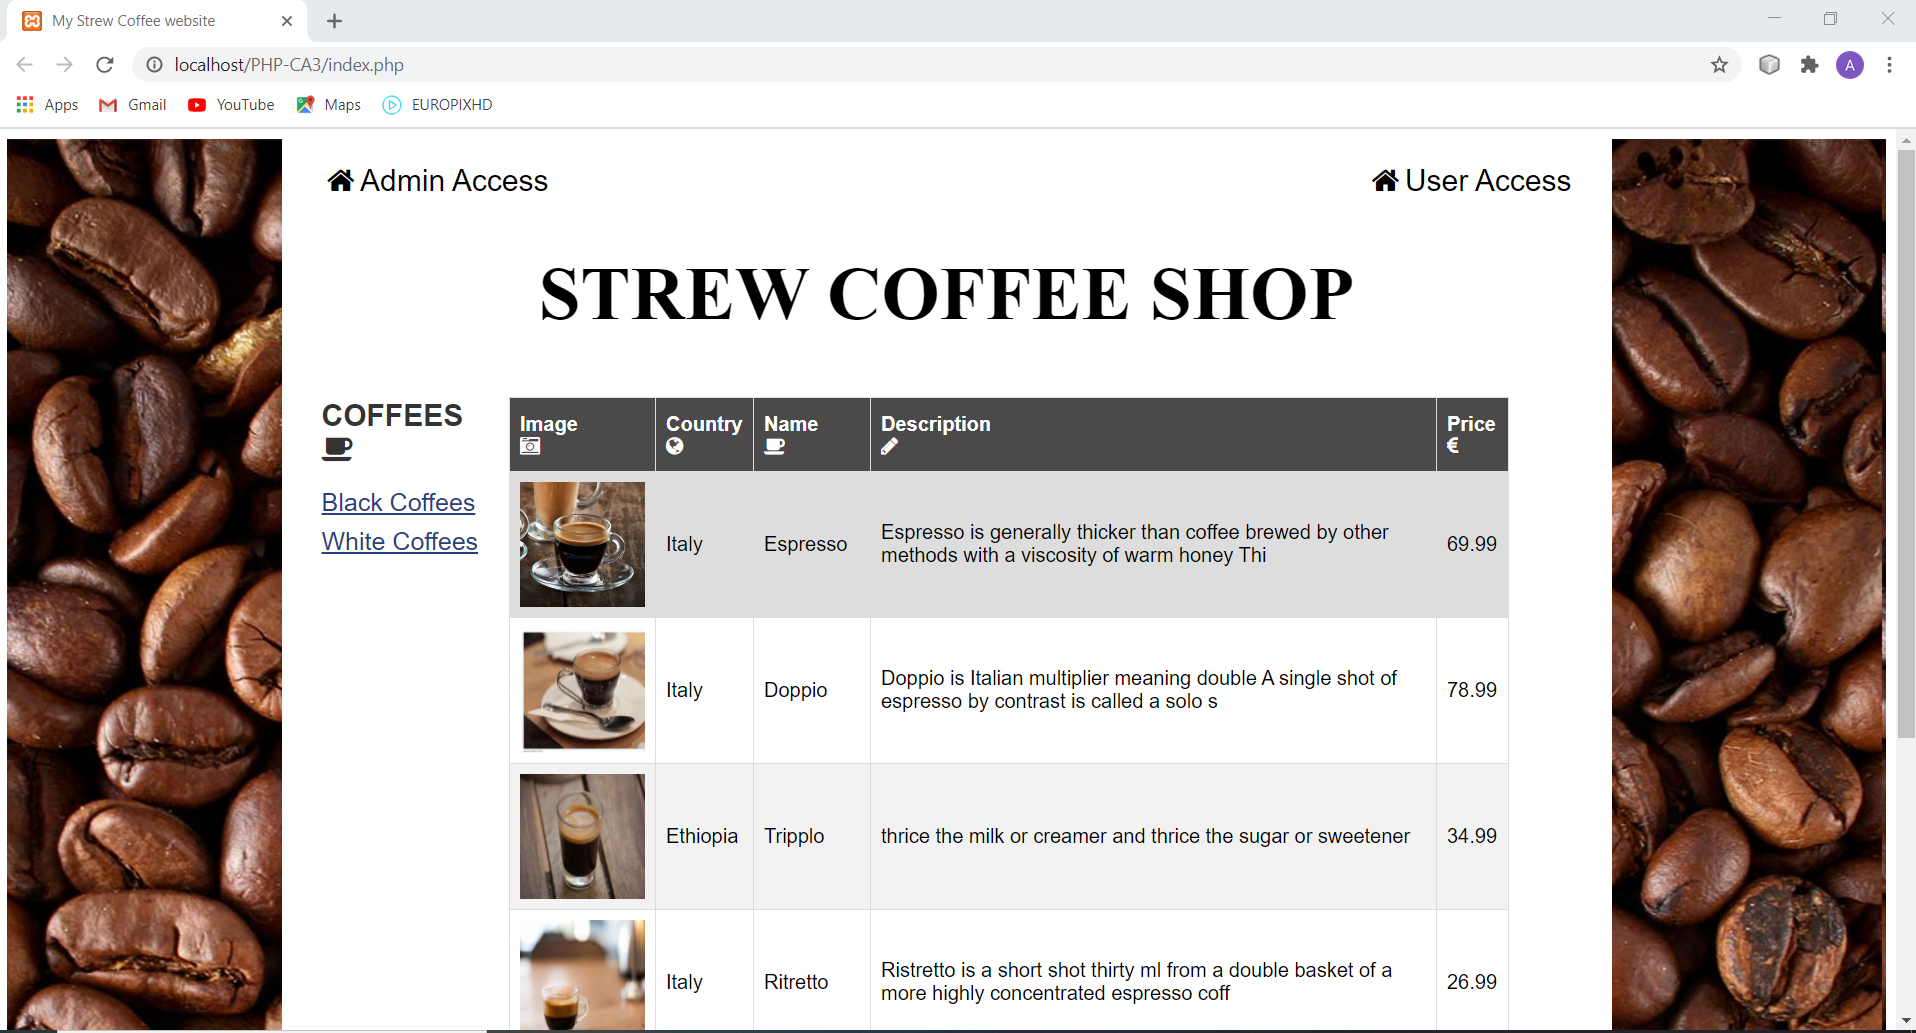 My Strew Coffee website
localhost/PHP-CA3/index.php
A
Apps Gmail YouTube Maps EUROPIXHD
Admin Access
User Access
STREW COFFEE SHOP
COFFEES
Black Coffees
White Coffees
Image Country Name Description Price
€
Italy
Espresso
Espresso is generally thicker than coffee brewed by other
methods with a viscosity of warm honey Thi
69.99
Italy
Doppio
Doppio is Italian multiplier meaning double A single shot of
espresso by contrast is called a solo s
78.99
Ethiopia
Tripplo
thrice the milk or creamer and thrice the sugar or sweetener
34.99
Italy
Ritretto
Ristretto is a short shot thirty ml from a double basket of a
more highly concentrated espresso coff
26.99